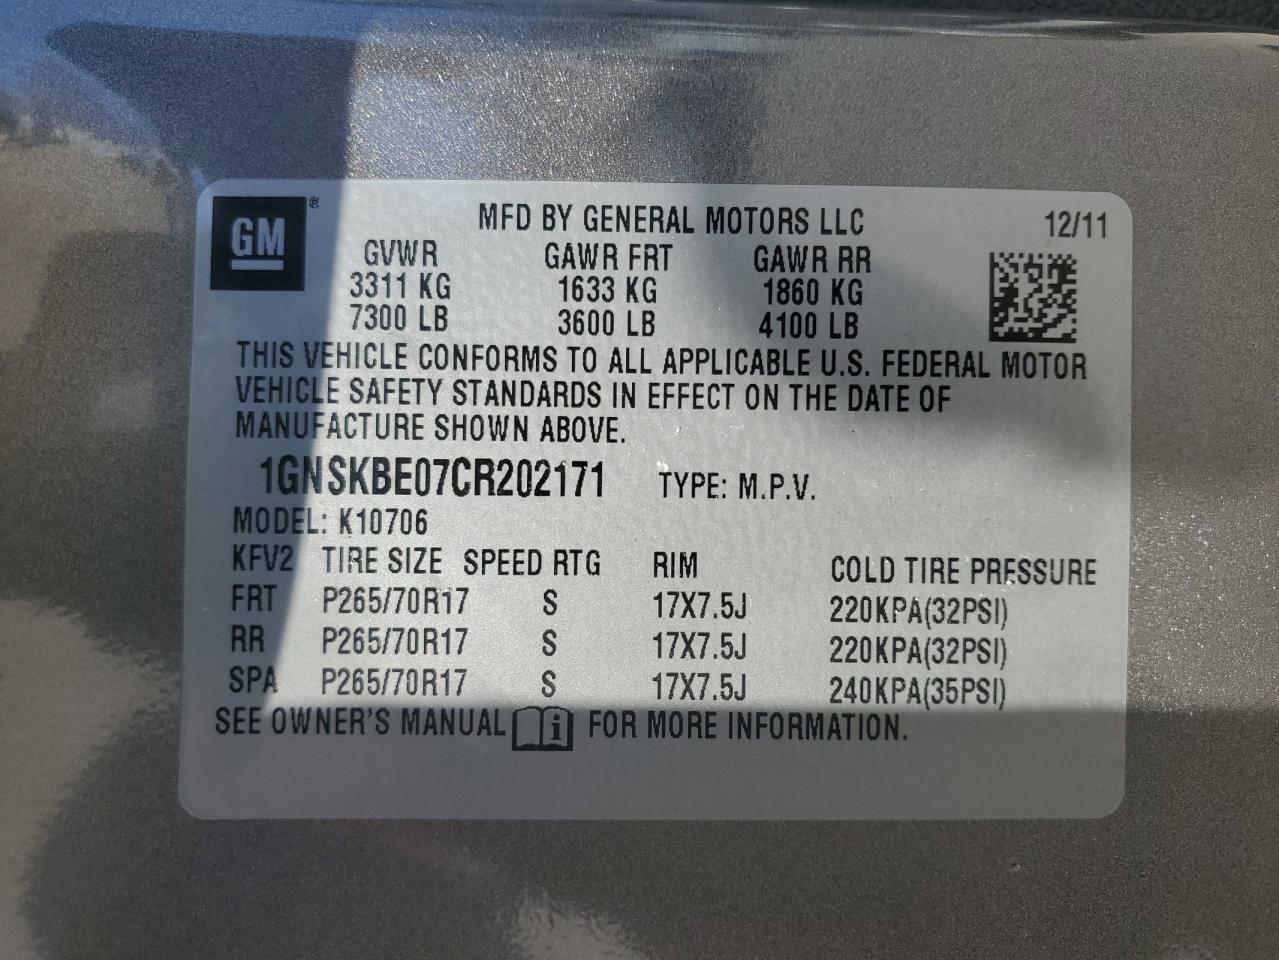 GM ®
MFD BY GENERAL MOTORS LLC 12/11
GVWR GAWR FRT GAWR RR
3311 KG 1633 KG 1860 KG
7300 LB 3600 LB 4100 LB
THIS VEHICLE CONFORMS TO ALL APPLICABLE U.S. FEDERAL MOTOR
VEHICLE SAFETY STANDARDS IN EFFECT ON THE DATE OF
MANUFACTURE SHOWN ABOVE.
1GNSKBE07CR202171 TYPE: M.P.V.
MODEL: K10706
KFV2 TIRE SIZE SPEED RTG RIM COLD TIRE PRESSURE
FRT P265/70R17 S 17X7.5J 220KPA(32PSI)
RR P265/70R17 S 17X7.5J 220KPA(32PSI)
SPA P265/70R17 S 17X7.5J 240KPA(35PSI)
SEE OWNER'S MANUAL i FOR MORE INFORMATION.